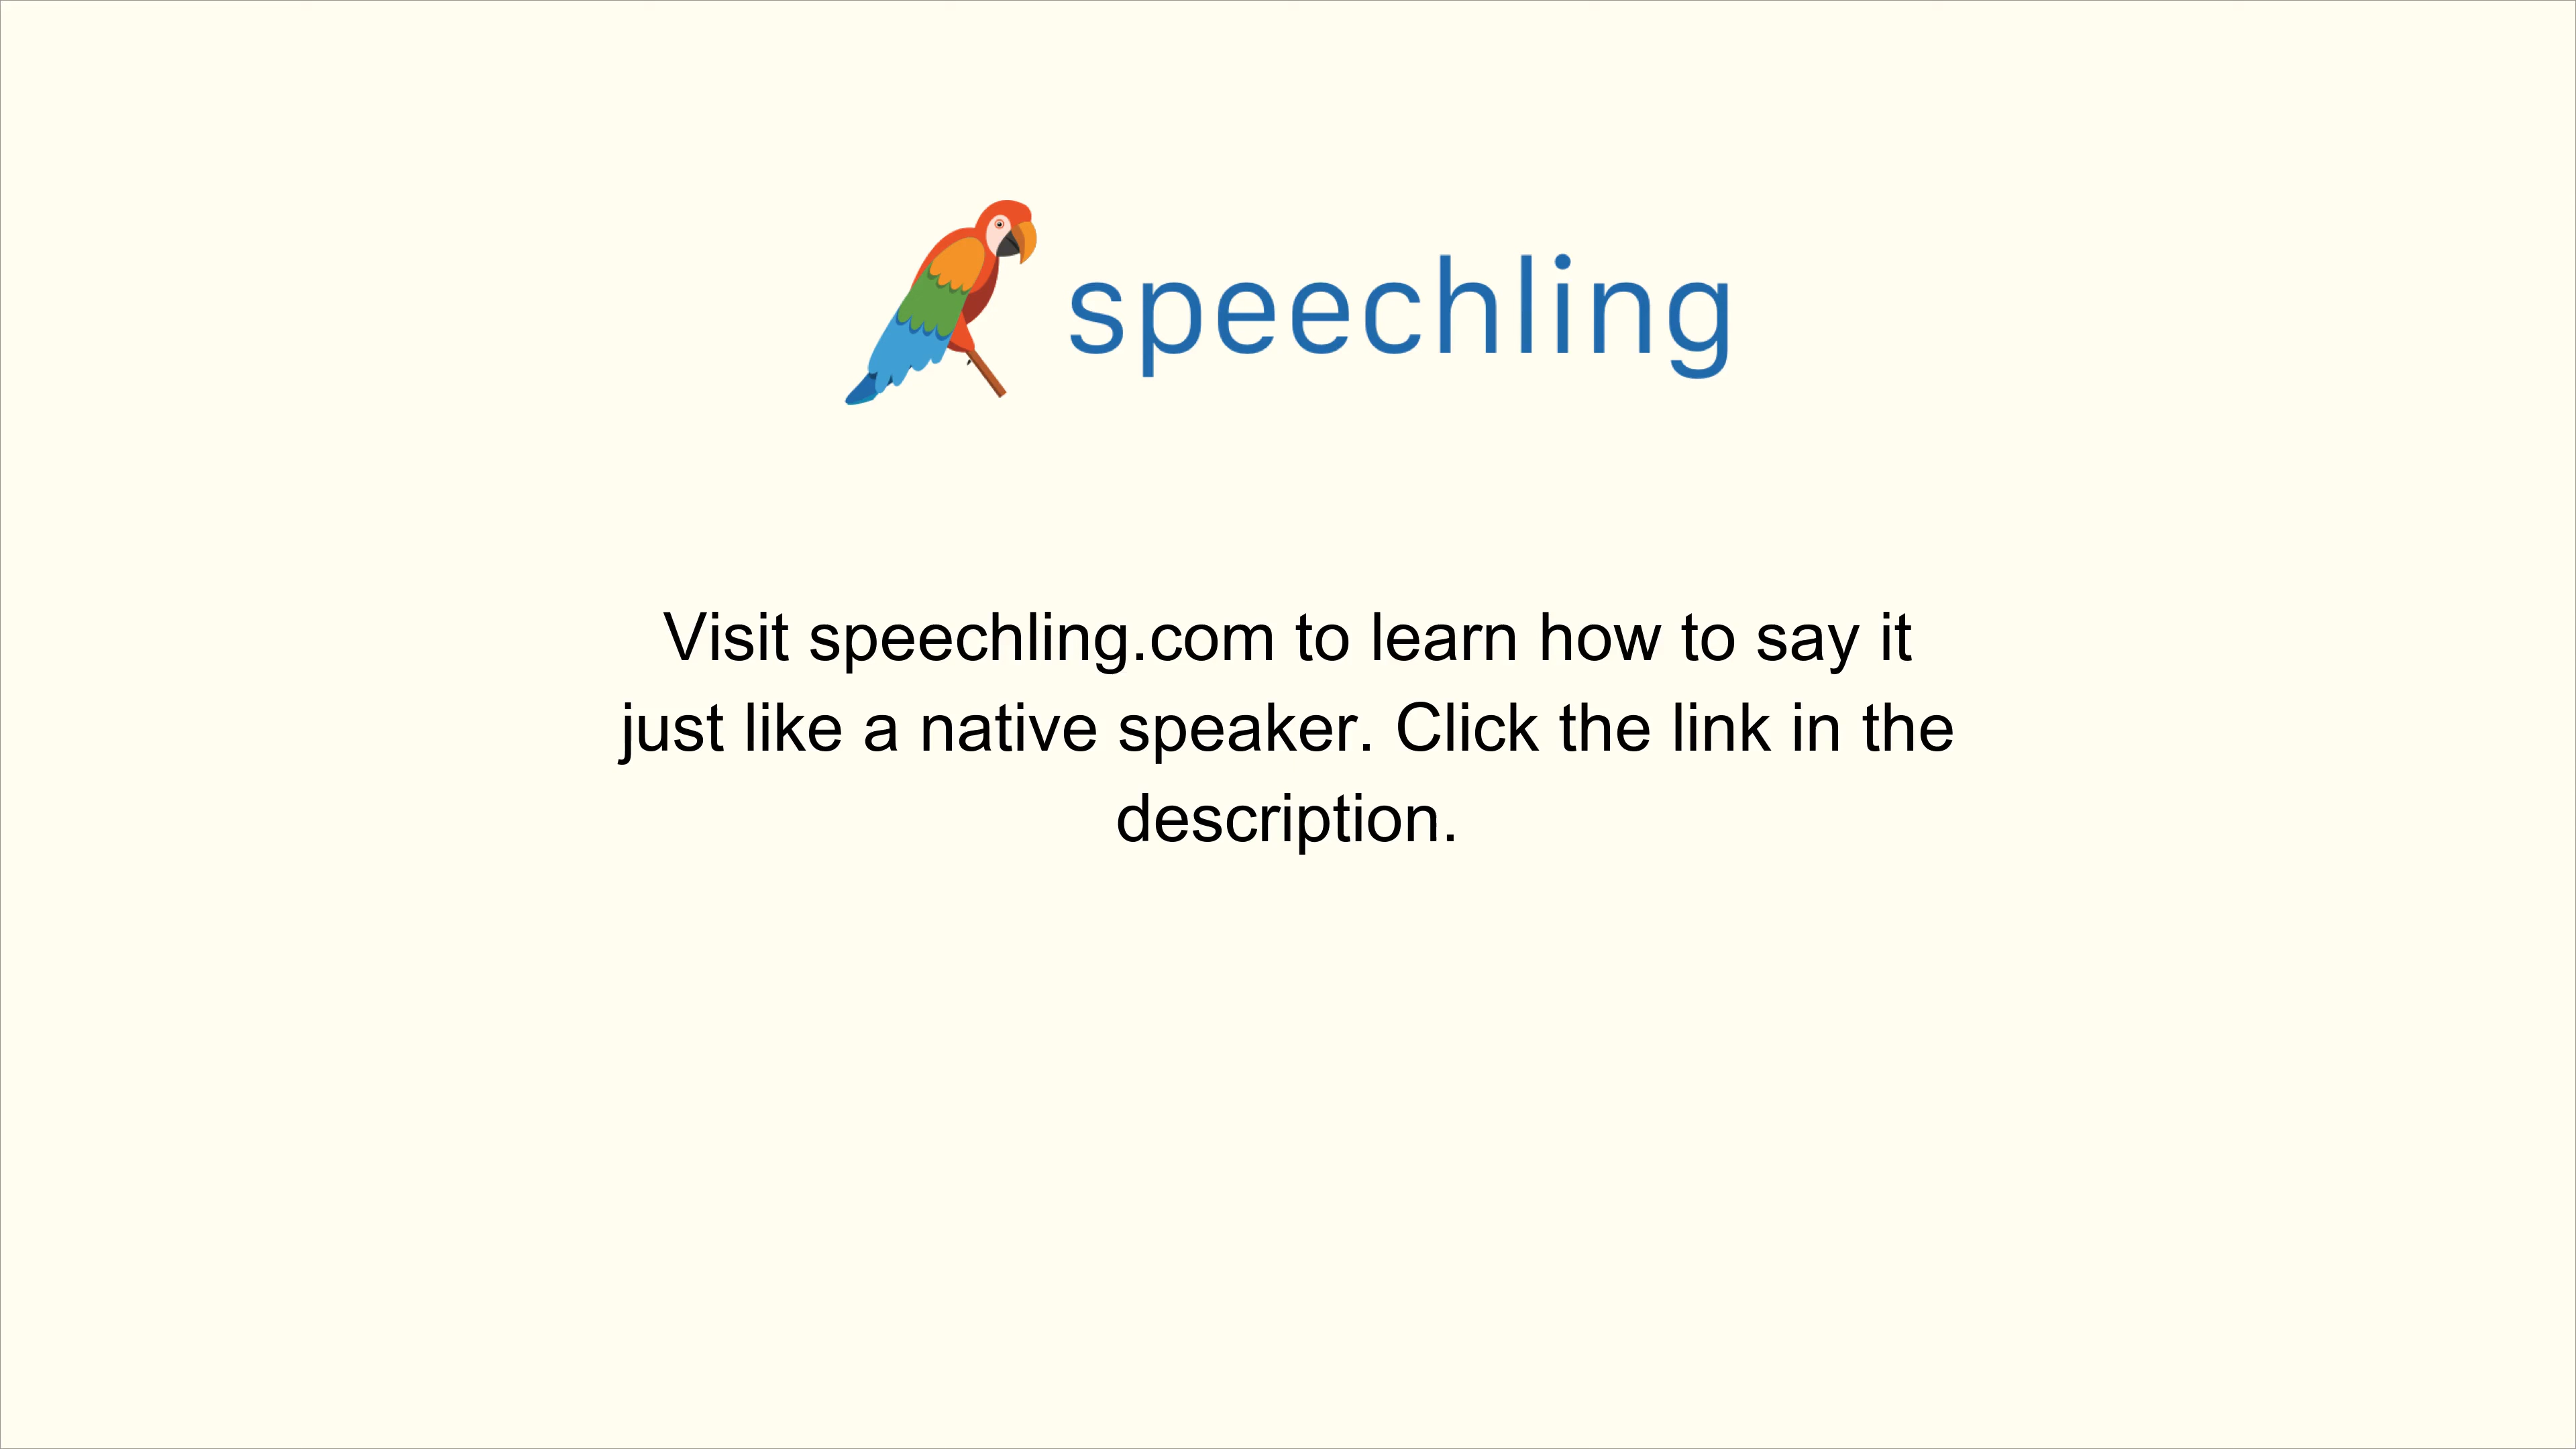 speechling
Visit speechling.com to learn how to say it
just like a native speaker. Click the link in the
description.